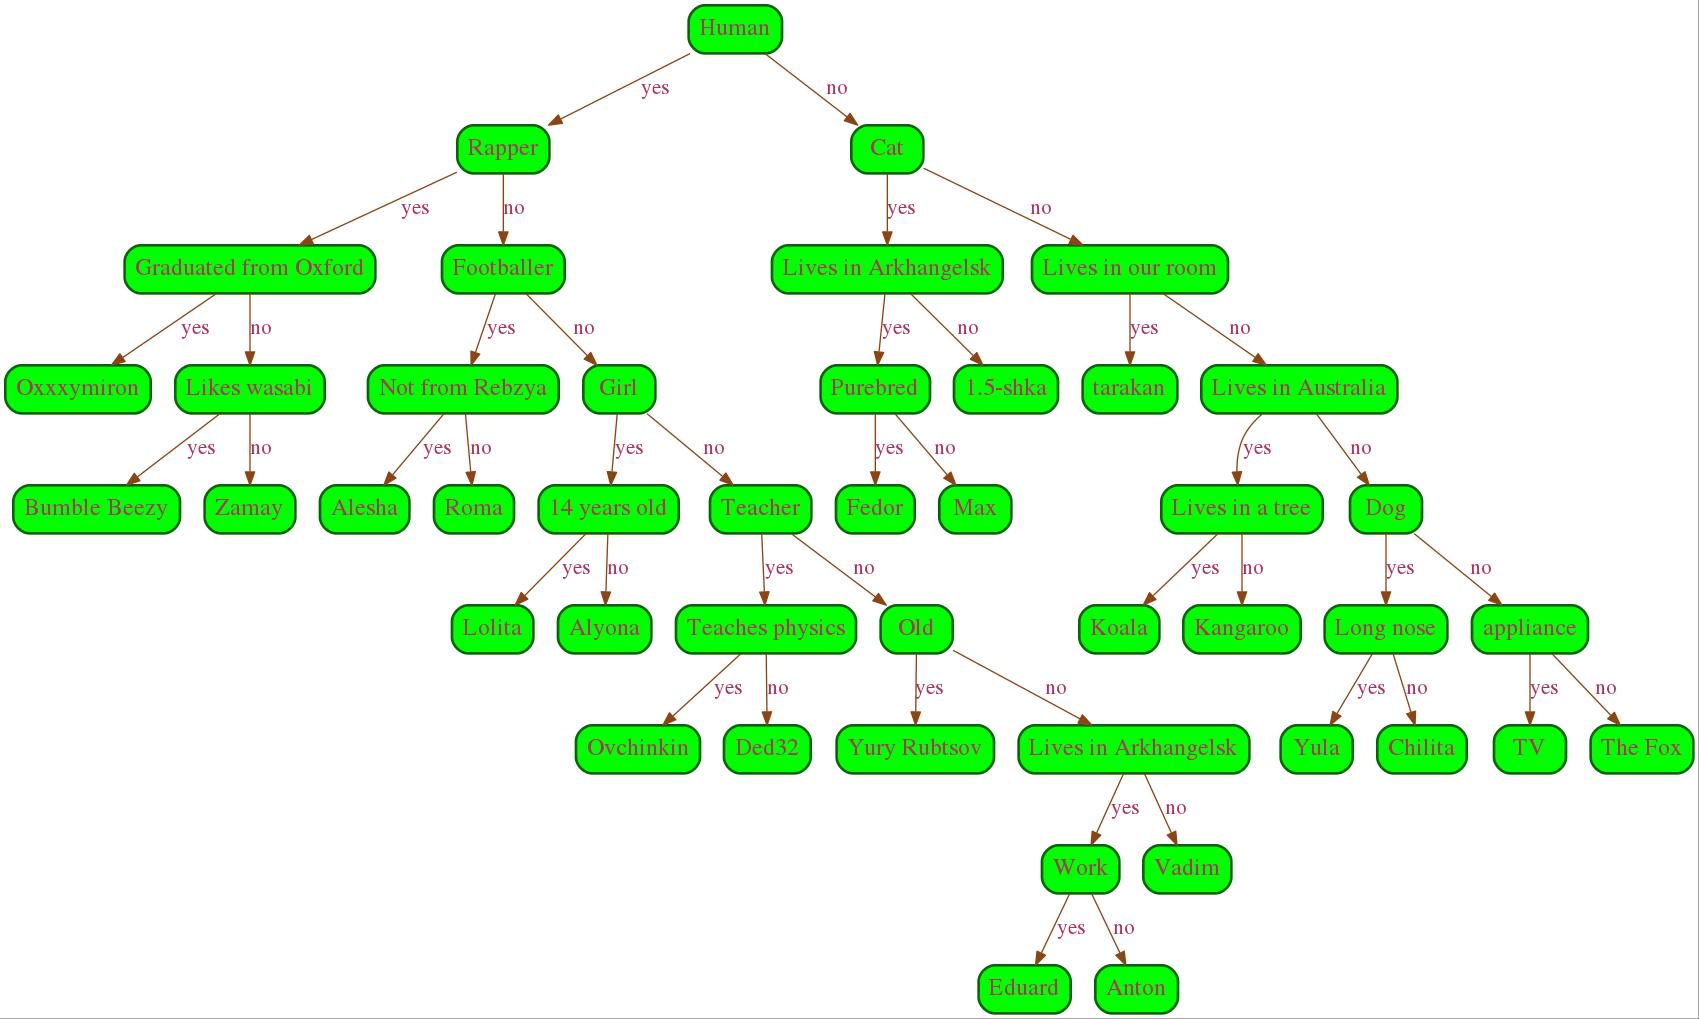 Human
yes
no
Rapper
Cat
yes
no
yes
no
Graduated from Oxford
Footballer
Lives in Arkhangelsk
Lives in our room
yes
no
yes
no
yes
no
yes
no
Oxxxymiron
Likes wasabi
Not from Rebzya
Girl
Purebred
1.5-shka
tarakan
Lives in Australia
yes
no
yes
no
yes
no
yes
no
yes
no
Bumble Beezy
Zamay
Alesha
Roma
14 years old
Teacher
Fedor
Max
Lives in a tree
Dog
yes
no
yes
no
yes
no
yes
no
Lolita
Alyona
Teaches physics
Old
Koala
Kangaroo
Long nose
appliance
yes
no
yes
no
yes
no
yes
no
Ovchinkin
Ded32
Yury Rubtsov
Lives in Arkhangelsk
Yula
Chilita
TV
The Fox
yes
no
Work
Vadim
yes
no
Eduard
Anton